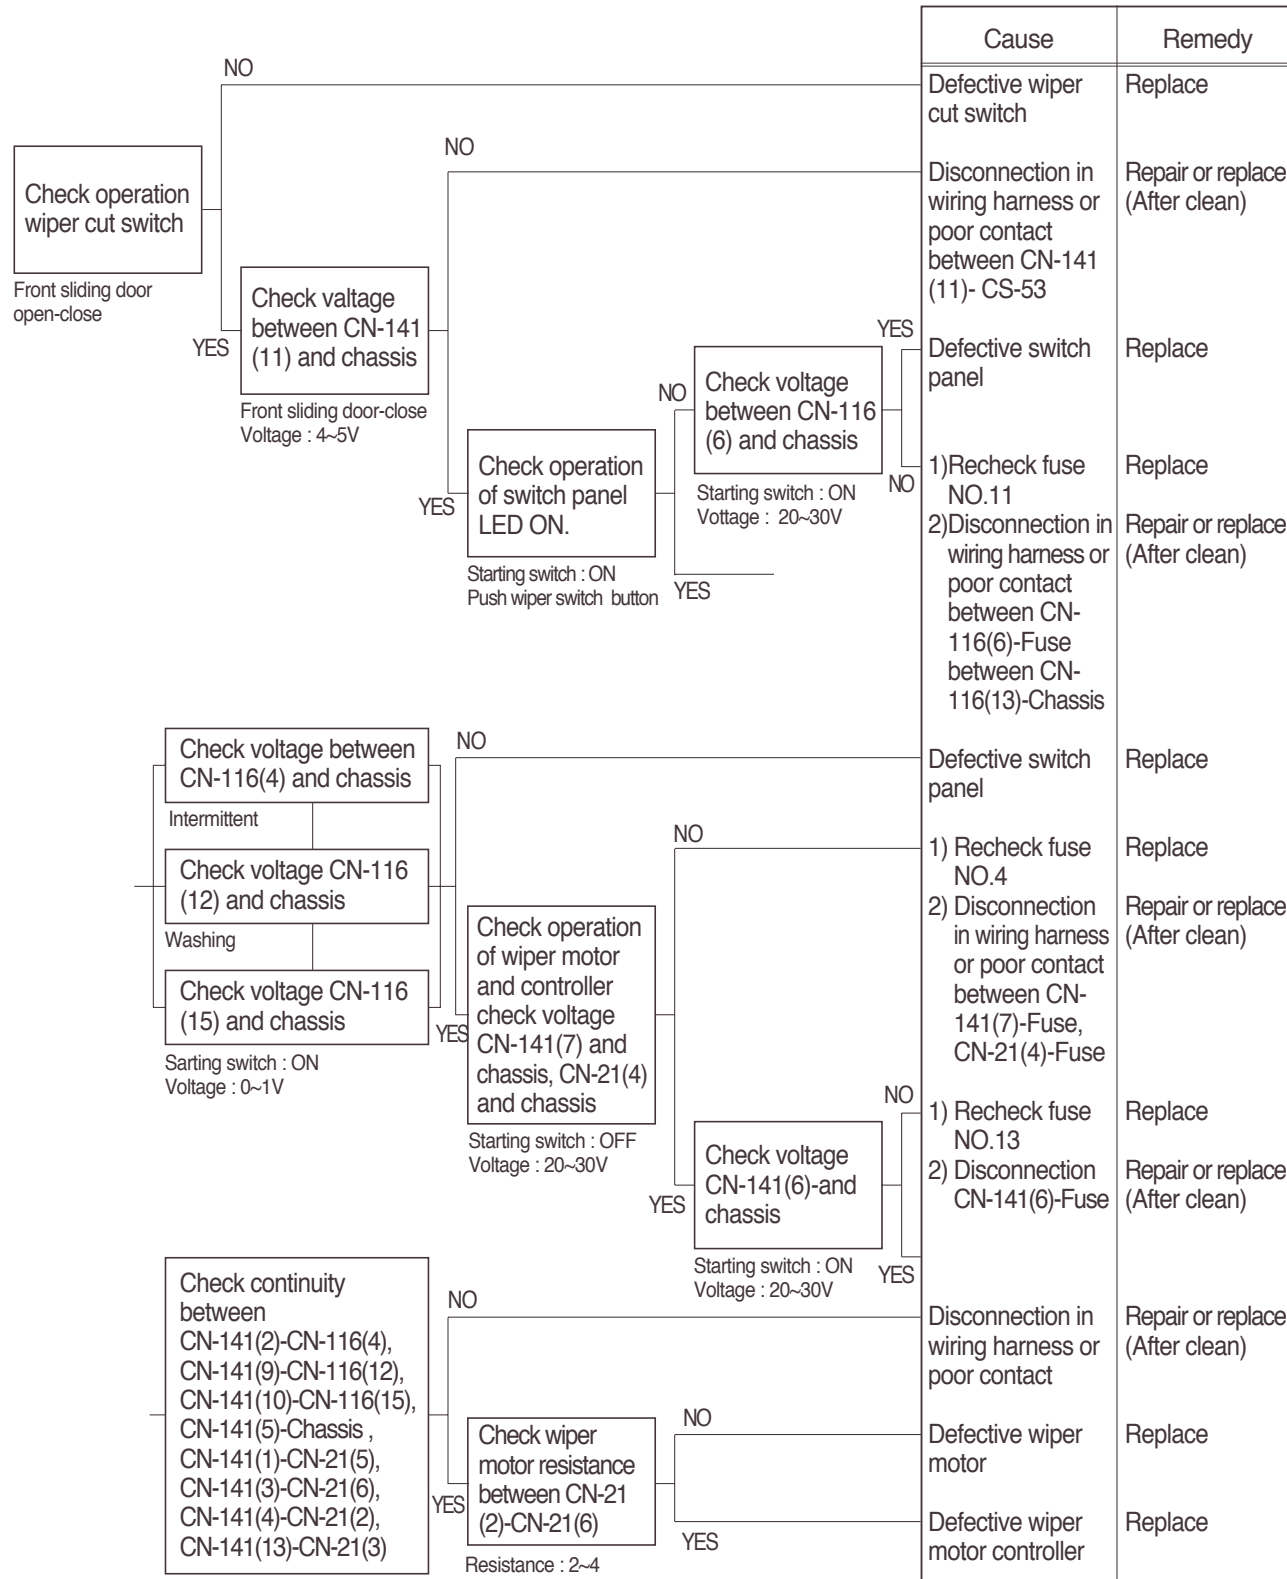 Cause
Remedy
NO
Defective wiper
cut switch
Replace
Check operation
wiper cut switch
Front sliding door
open-close
NO
Disconnection in
wiring harness or
poor contact
between CN-141
(11)- CS-53
Repair or replace
(After clean)
YES
Check valtage
between CN-141
(11) and chassis
Front sliding door-close
Voltage : 4~5V
YES
Check operation
of switch panel
LED ON.
Starting switch : ON
Push wiper switch button
NO
Check voltage
between CN-116
(6) and chassis
Starting switch : ON
Vottage : 20~30V
YES
YES
Defective switch
panel
Replace
NO
1)Recheck fuse
NO.11
Replace
2)Disconnection in
wiring harness or
poor contact
between CN-
116(6)-Fuse
between CN-
116(13)-Chassis
Repair or replace
(After clean)
Check voltage between
CN-116(4) and chassis
Intermittent
Check voltage CN-116
(12) and chassis
Washing
Check voltage CN-116
(15) and chassis
Sarting switch : ON
Voltage : 0~1V
NO
Defective switch
panel
Replace
YES
Check operation
of wiper motor
and controller
check voltage
CN-141(7) and
chassis, CN-21(4)
and chassis
Starting switch : OFF
Voltage : 20~30V
NO
1) Recheck fuse
NO.4
Replace
2) Disconnection
in wiring harness
or poor contact
between CN-
141(7)-Fuse,
CN-21(4)-Fuse
Repair or replace
(After clean)
YES
Check voltage
CN-141(6)-and
chassis
Starting switch : ON
Voltage : 20~30V
NO
1) Recheck fuse
NO.13
Replace
2) Disconnection
CN-141(6)-Fuse
Repair or replace
(After clean)
YES
Check continuity
between
CN-141(2)-CN-116(4),
CN-141(9)-CN-116(12),
CN-141(10)-CN-116(15),
CN-141(5)-Chassis ,
CN-141(1)-CN-21(5),
CN-141(3)-CN-21(6),
CN-141(4)-CN-21(2),
CN-141(13)-CN-21(3)
NO
Disconnection in
wiring harness or
poor contact
Repair or replace
(After clean)
YES
Check wiper
motor resistance
between CN-21
(2)-CN-21(6)
Resistance : 2~4
NO
Defective wiper
motor
Replace
YES
Defective wiper
motor controller
Replace